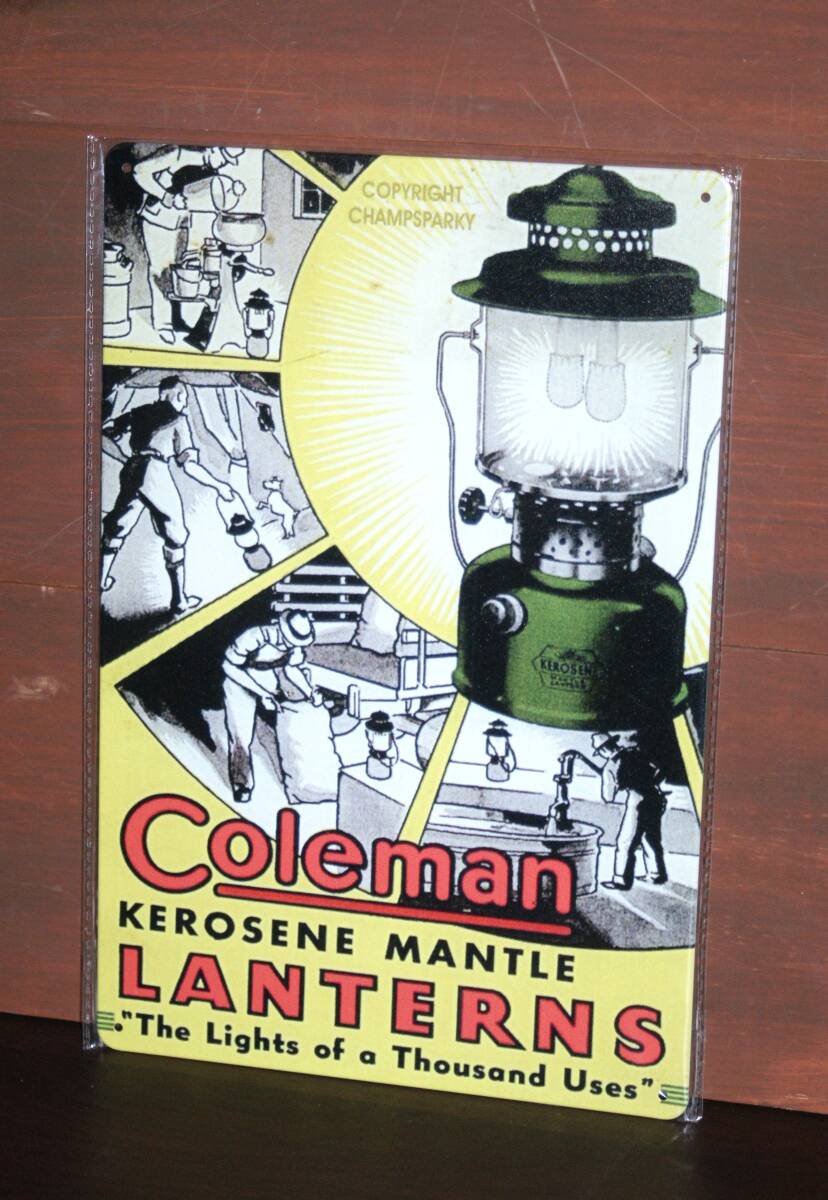 COPYRIGHT
CHAMPSPARKY
KEROSENE
Coleman
KEROSENE MANTLE
LANTERNS
"The Lights of a Thousand Uses"